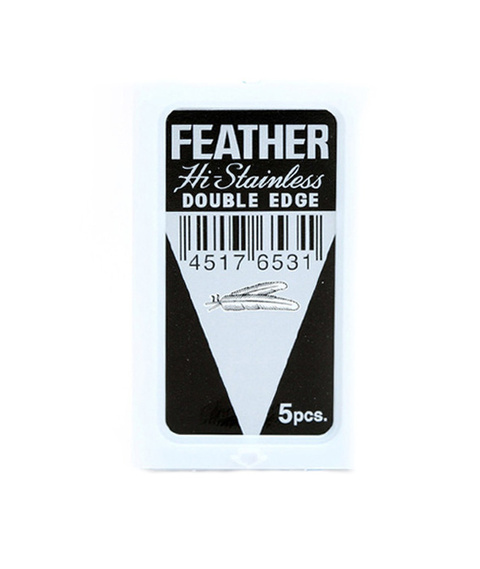 FEATHER
Hi-Stainless
DOUBLE EDGE
4517 6531
5pcs.